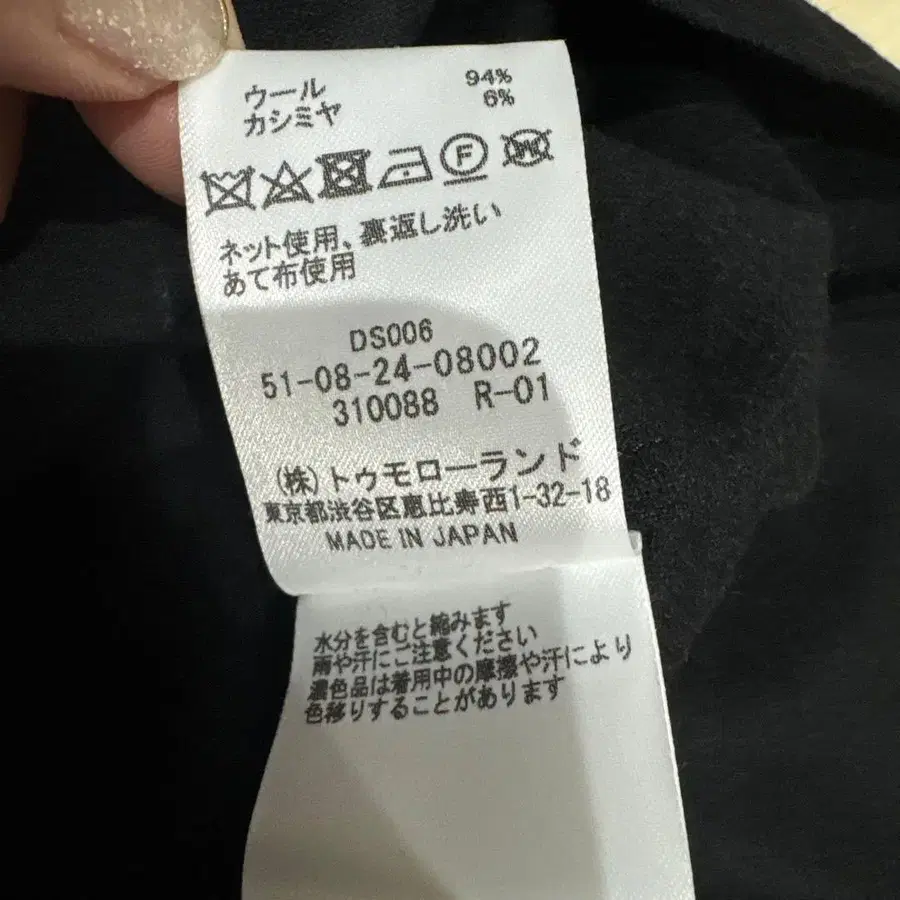 ウール 94%
カシミヤ 6%
F W
ネット使用、裏返し洗い
あて布使用
DS006
51-08-24-08002
310088 R-01
(株)トゥモローランド
東京都渋谷区恵比寿西1-32-18
MADE IN JAPAN
水分を含むと縮みます
雨や汗にご注意ください
濃色品は着用中の摩擦や汗により
色移りすることがあります